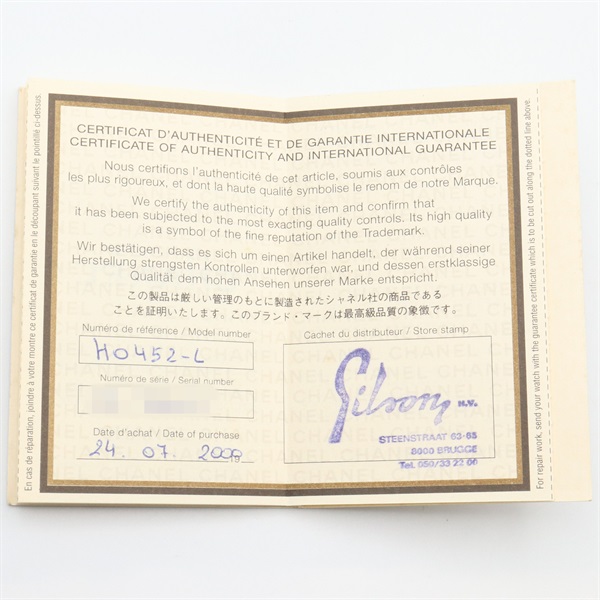 En cas de réparation, joindre à votre montre ce certificat de garantie en le découpant suivant le pointillé ci-dessus.
CERTIFICAT D'AUTHENTICITÉ ET DE GARANTIE INTERNATIONALE
CERTIFICATE OF AUTHENTICITY AND INTERNATIONAL GUARANTEE
Nous certifions l'authenticité de cet article, soumis aux contrôles
les plus rigoureux, et dont la haute qualité symbolise le renom de notre Marque.
We certify the authenticity of this item and confirm that
it has been subjected to the most exacting quality controls. Its high quality
is a symbol of the fine reputation of the Trademark.
Wir bestätigen, dass es sich um einen Artikel handelt, der während seiner
Herstellung strengsten Kontrollen unterworfen war, und dessen erstklassige
Qualität dem hohen Ansehen unserer Marke entspricht.
この製品は厳しい管理のもとに製造されたシャネル社の商品である
ことを証明いたします。このブランド・マークは最高級品質の象徴です。
Numéro de référence / Model number
H0452-L
Numéro de série / Serial number
Date d'achat / Date of purchase
24. 07. 2009
Cachet du distributeur / Store stamp
Gilson N.V.
STEENSTRAAT 63-65
8000 BRUGGE
Tel. 050/33 22 06
For repair work, send your watch with the guarantee certificate which is to be cut out along the dotted line above.